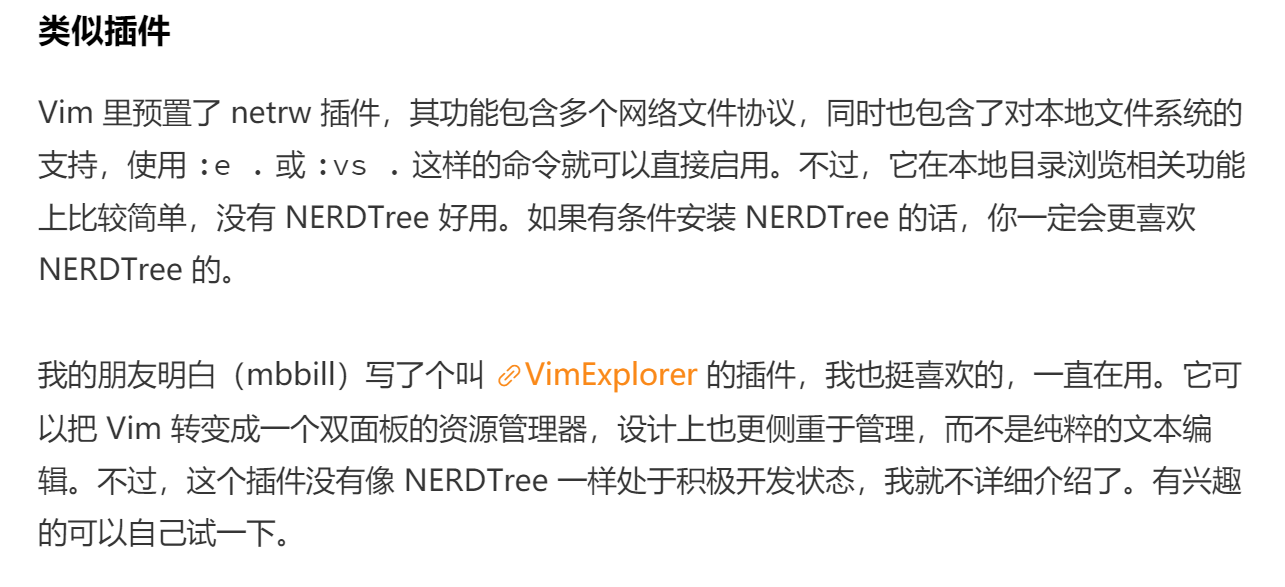 类似插件
Vim 里预置了 netrw 插件，其功能包含多个网络文件协议，同时也包含了对本地文件系统的
支持，使用 :e . 或 :vs . 这样的命令就可以直接启用。不过，它在本地目录浏览相关功能
上比较简单，没有 NERDTree 好用。如果有条件安装 NERDTree 的话，你一定会更喜欢
NERDTree 的。
我的朋友明白（mbbill）写了个叫 VimExplorer 的插件，我也挺喜欢的，一直在用。它可
以把 Vim 转变成一个双面板的资源管理器，设计上也更侧重于管理，而不是纯粹的文本编
辑。不过，这个插件没有像 NERDTree 一样处于积极开发状态，我就不详细介绍了。有兴趣
的可以自己试一下。